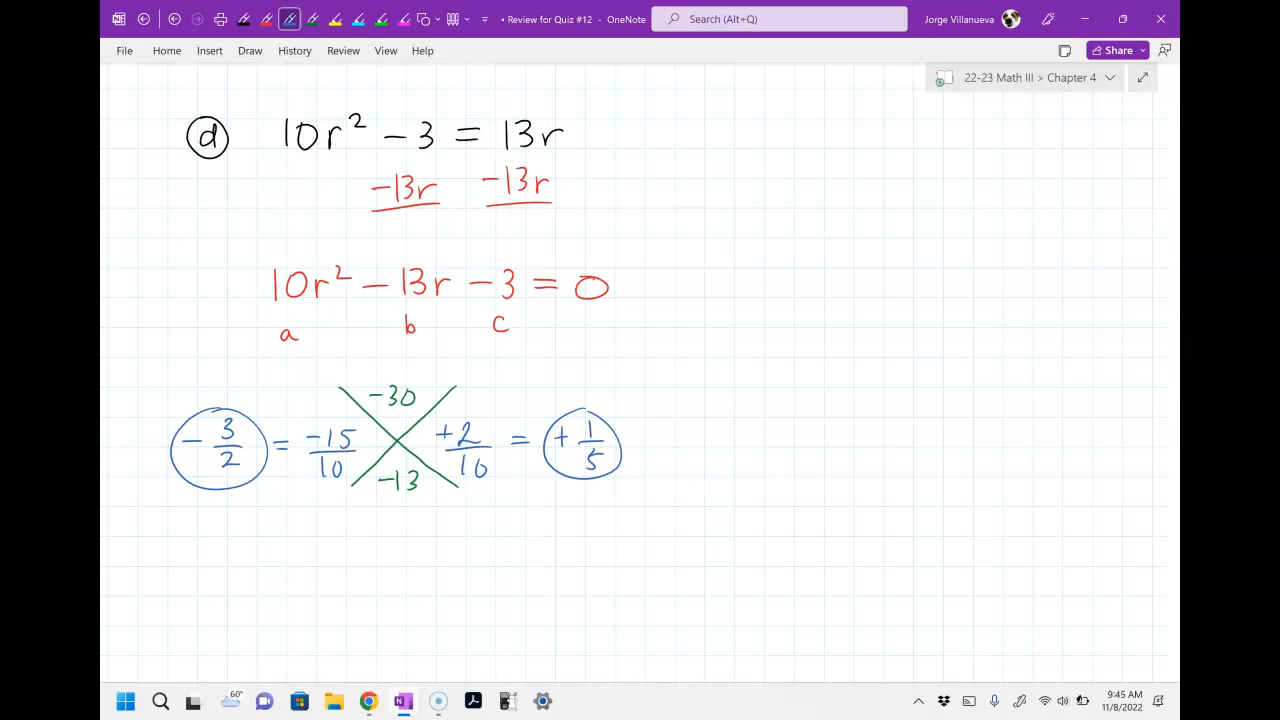 Review for Quiz #12 - OneNote
Search (Alt+Q)
Jorge Villanueva
File Home Insert Draw History Review View Help
Share
22-23 Math III > Chapter 4
ⓓ 10r² - 3 = 13r
-13r -13r
10r² - 13r - 3 = 0
a b c
-30
- 3/2 = -15/10 +2/10 = + 1/5
-13
60°
9:45 AM
11/8/2022